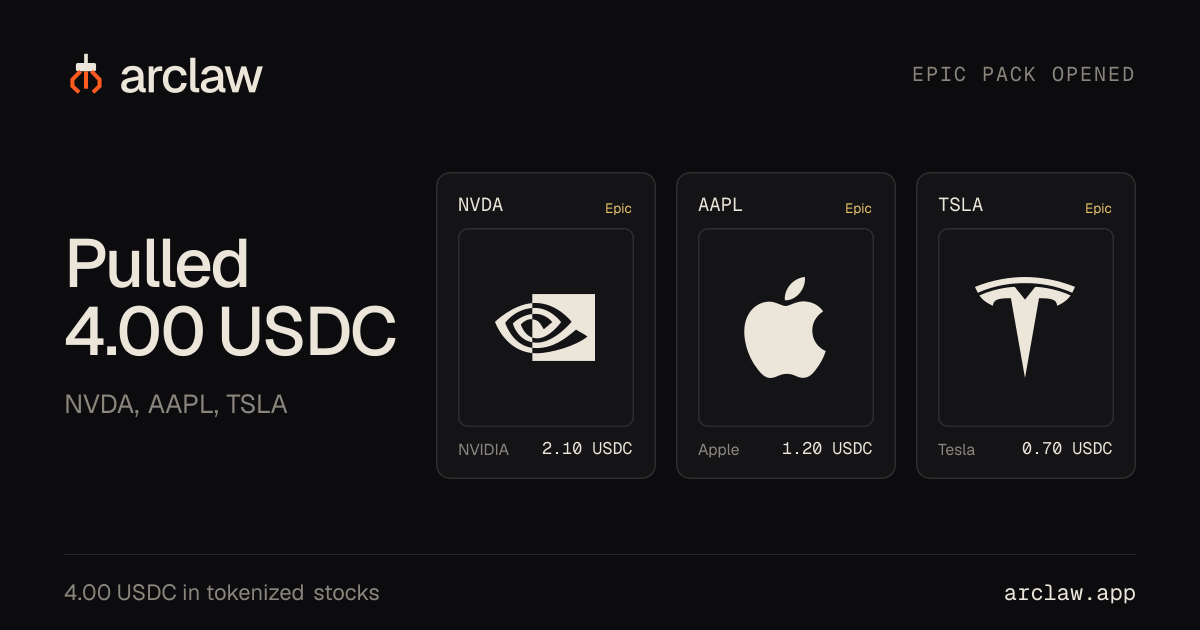 arclaw
EPIC PACK OPENED
Pulled
4.00 USDC
NVDA, AAPL, TSLA
NVDA
Epic
NVIDIA
2.10 USDC
AAPL
Epic
Apple
1.20 USDC
TSLA
Epic
Tesla
0.70 USDC
4.00 USDC in tokenized stocks
arclaw.app